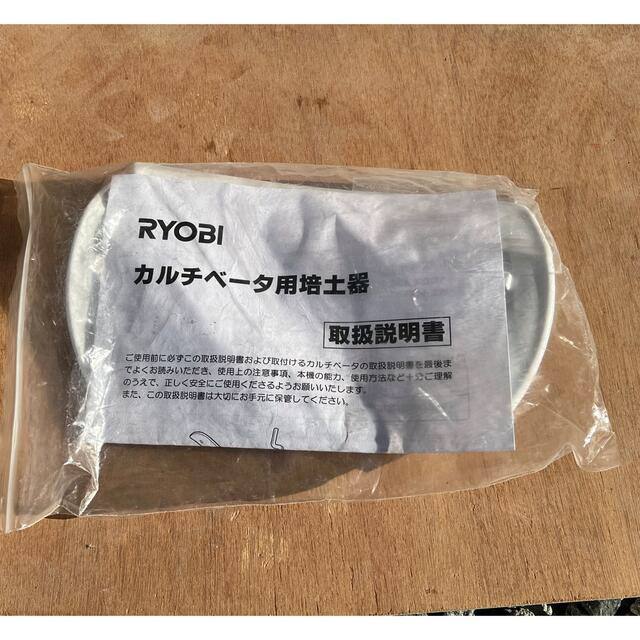 RYOBI
カルチベータ用培土器
取扱説明書
ご使用前に必ずこの取扱説明書および取付けるカルチベータの取扱説明書を最後ま
でよくお読みいただき、使用上の注意事項、本機の能力、使用方法など十分ご理解
のうえで、正しく安全にご使用くださるようお願いいたします。
また、この取扱説明書は大切にお手元に保管してください。